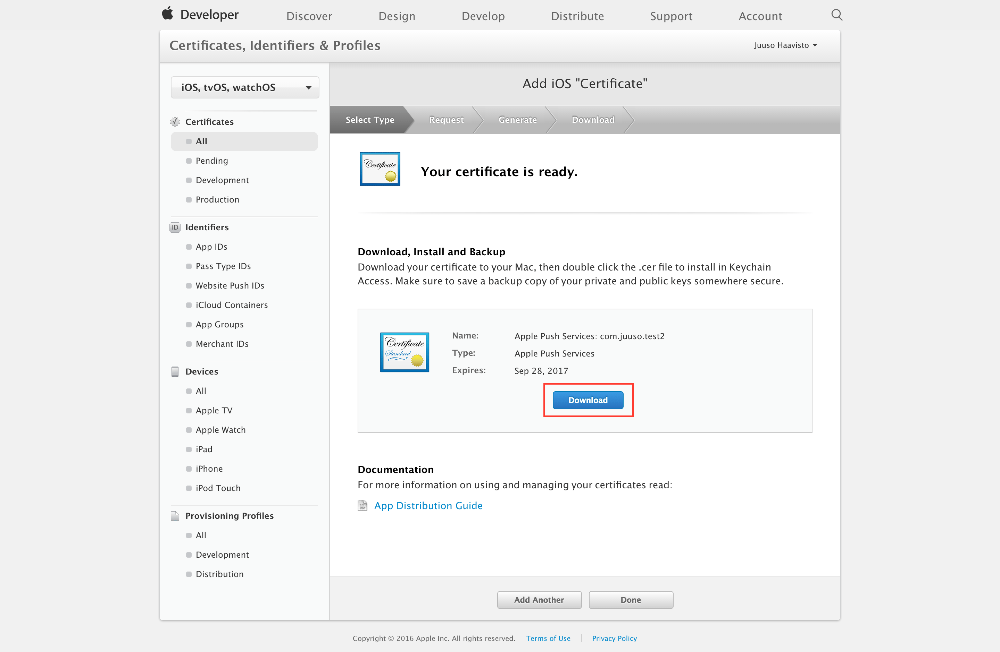 Developer
Discover
Design
Develop
Distribute
Support
Account
Certificates, Identifiers & Profiles
Juuso Haavisto
iOS, tvOS, watchOS
Certificates
All
Pending
Development
Production
ID Identifiers
App IDs
Pass Type IDs
Website Push IDs
iCloud Containers
App Groups
Merchant IDs
Devices
All
Apple TV
Apple Watch
iPad
iPhone
iPod Touch
Provisioning Profiles
All
Development
Distribution
Add iOS "Certificate"
Select Type
Request
Generate
Download
Certificate
Your certificate is ready.
Download, Install and Backup
Download your certificate to your Mac, then double click the .cer file to install in Keychain
Access. Make sure to save a backup copy of your private and public keys somewhere secure.
Certificate
Standard
Name: Apple Push Services: com.juuso.test2
Type: Apple Push Services
Expires: Sep 28, 2017
Download
Documentation
For more information on using and managing your certificates read:
App Distribution Guide
Add Another
Done
Copyright © 2016 Apple Inc. All rights reserved. Terms of Use Privacy Policy